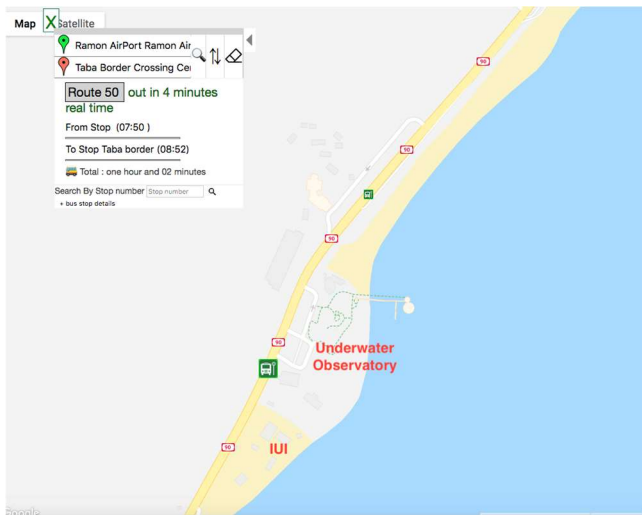 Map
X
Satellite
Ramon AirPort Ramon Air
Taba Border Crossing Cei
Route 50 out in 4 minutes
real time
From Stop (07:50 )
To Stop Taba border (08:52)
Total : one hour and 02 minutes
Search By Stop number Stop number
+ bus stop details
90
90
90
90
90
Underwater
Observatory
IUI
Google